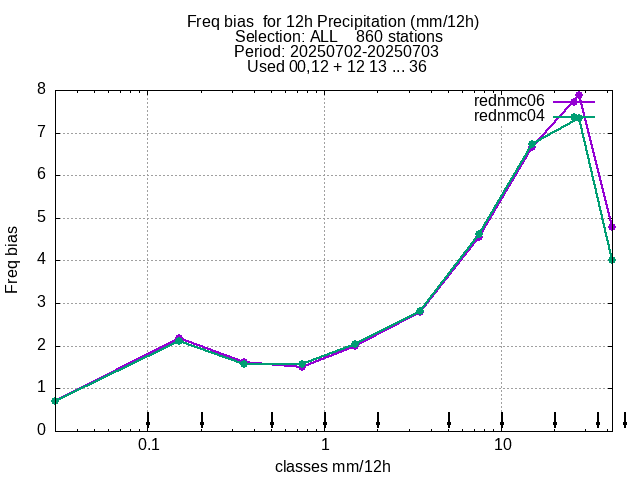 Freq bias  for 12h Precipitation (mm/12h)
Selection: ALL    860 stations
Period: 20250702-20250703
Used 00,12 + 12 13 ... 36
rednmc06
rednmc04
8
7
6
5
4
3
2
1
0
Freq bias
0.1
1
10
classes mm/12h